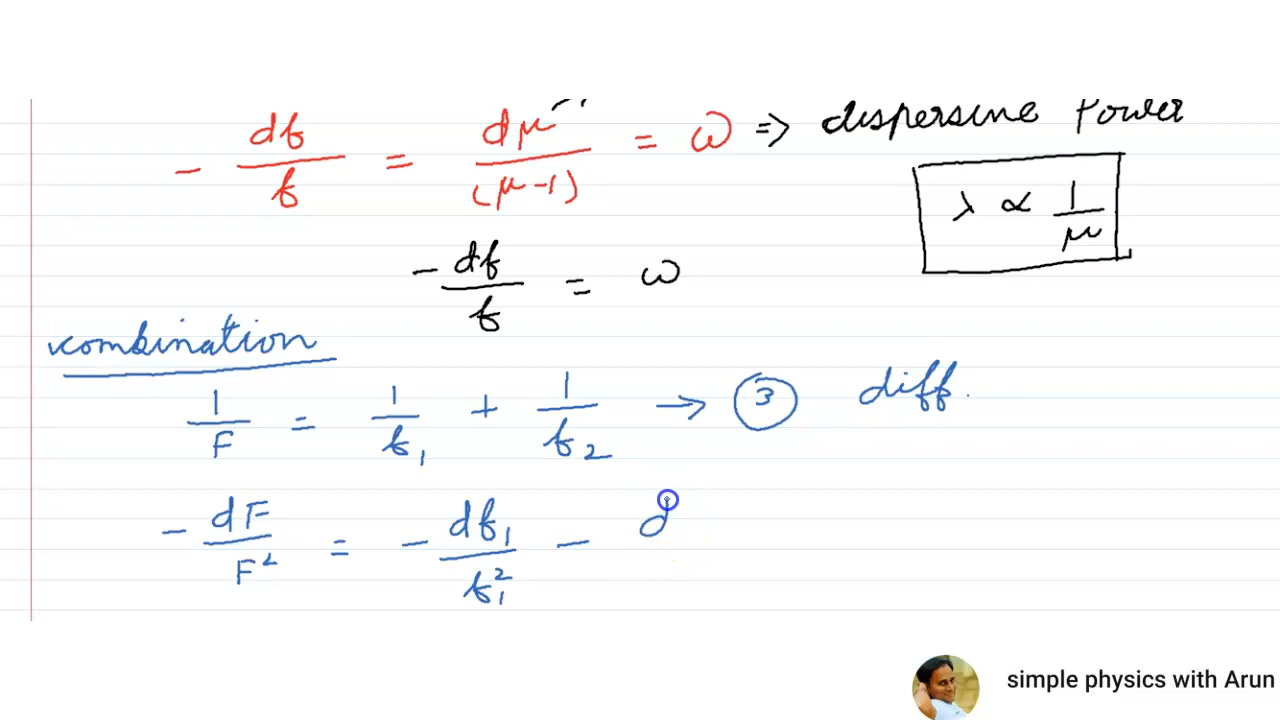 - df/f = dμ/(μ-1) = ω ⇒ dispersine Power
λ ∝ 1/μ
- df/f = ω
combination
1/F = 1/f₁ + 1/f₂ → ③ diff.
- dF/F² = - df₁/f₁² - d
simple physics with Arun